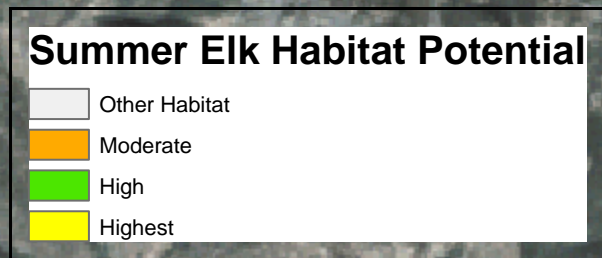 Summer Elk Habitat Potential
Other Habitat
Moderate
High
Highest